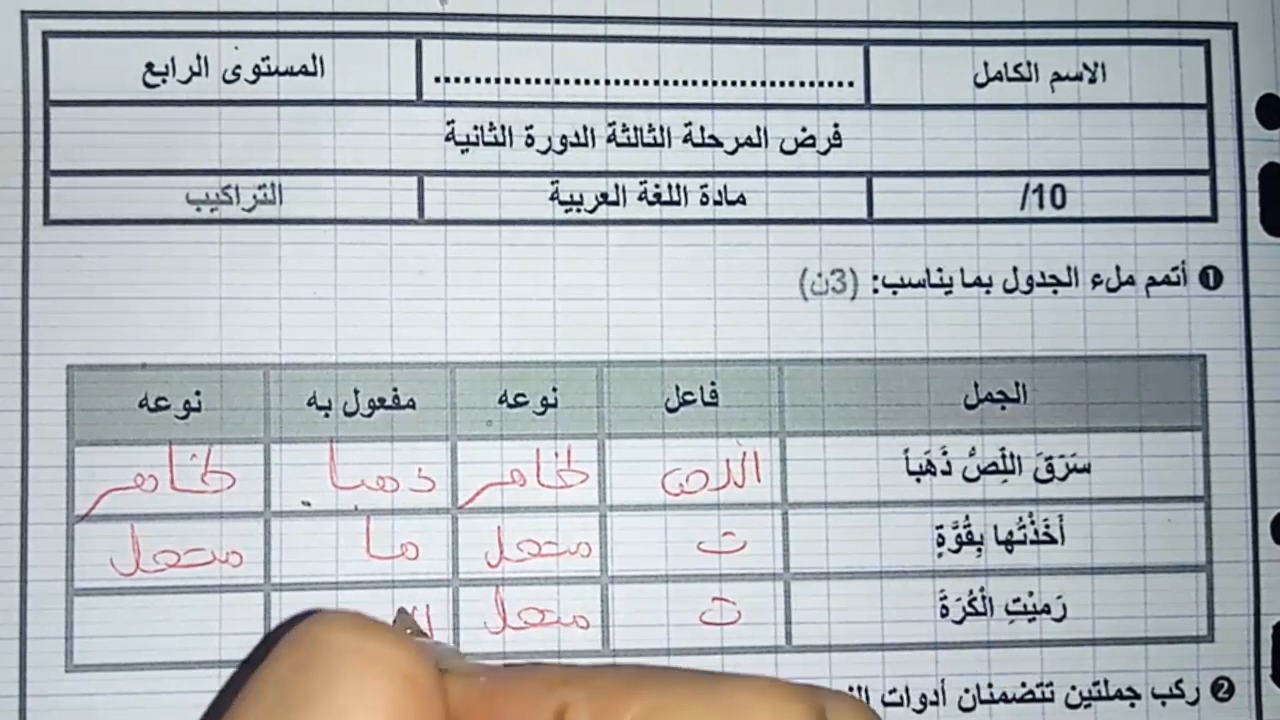 الاسم الكامل ........................................ المستوى الرابع
فرض المرحلة الثالثة الدورة الثانية
/10 مادة اللغة العربية التراكيب
❶ أتمم ملء الجدول بما يناسب: (3ن)
الجمل فاعل نوعه مفعول به نوعه
سَرَقَ اللِّصُّ ذَهَباً اللص ظاهر ذهبا ظاهر
أَخَذْتُها بِقُوَّةٍ ت متصل ها متصل
رَميْتِ الْكُرَةَ ت متصل
❷ ركب جملتين تتضمنان أدوات